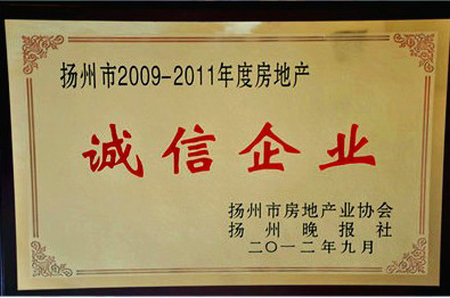 扬州市2009-2011年度房地产
诚信企业
扬州市房地产业协会
扬州晚报社
二〇一二年九月